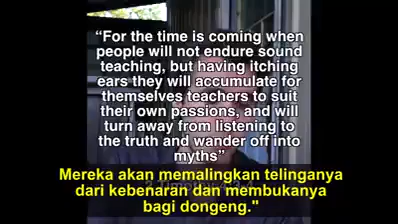 “For the time is coming when
people will not endure sound
teaching, but having itching
ears they will accumulate for
themselves teachers to suit
their own passions, and will
turn away from listening to
the truth and wander off into
myths”
Mereka akan memalingkan telinganya
dari kebenaran dan membukanya
bagi dongeng."